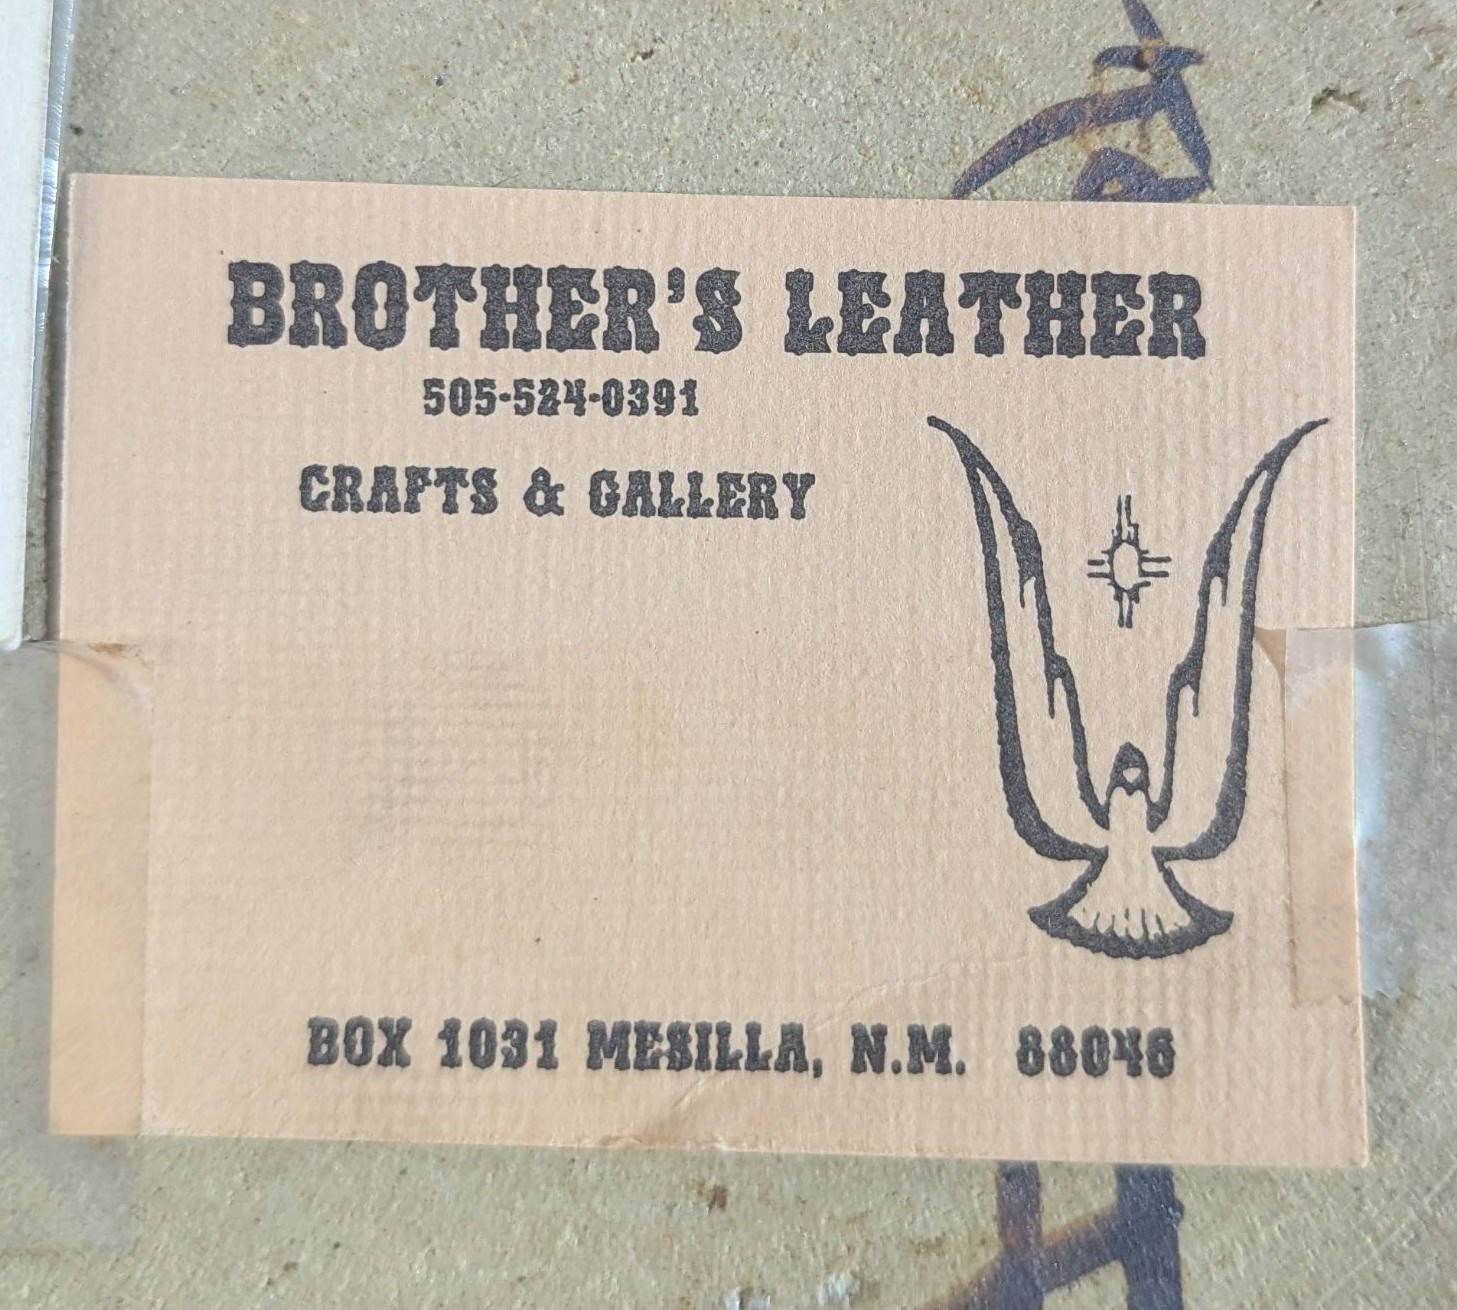 BROTHER'S LEATHER
505-524-0391
CRAFTS & GALLERY
BOX 1031 MESILLA, N.M. 88046